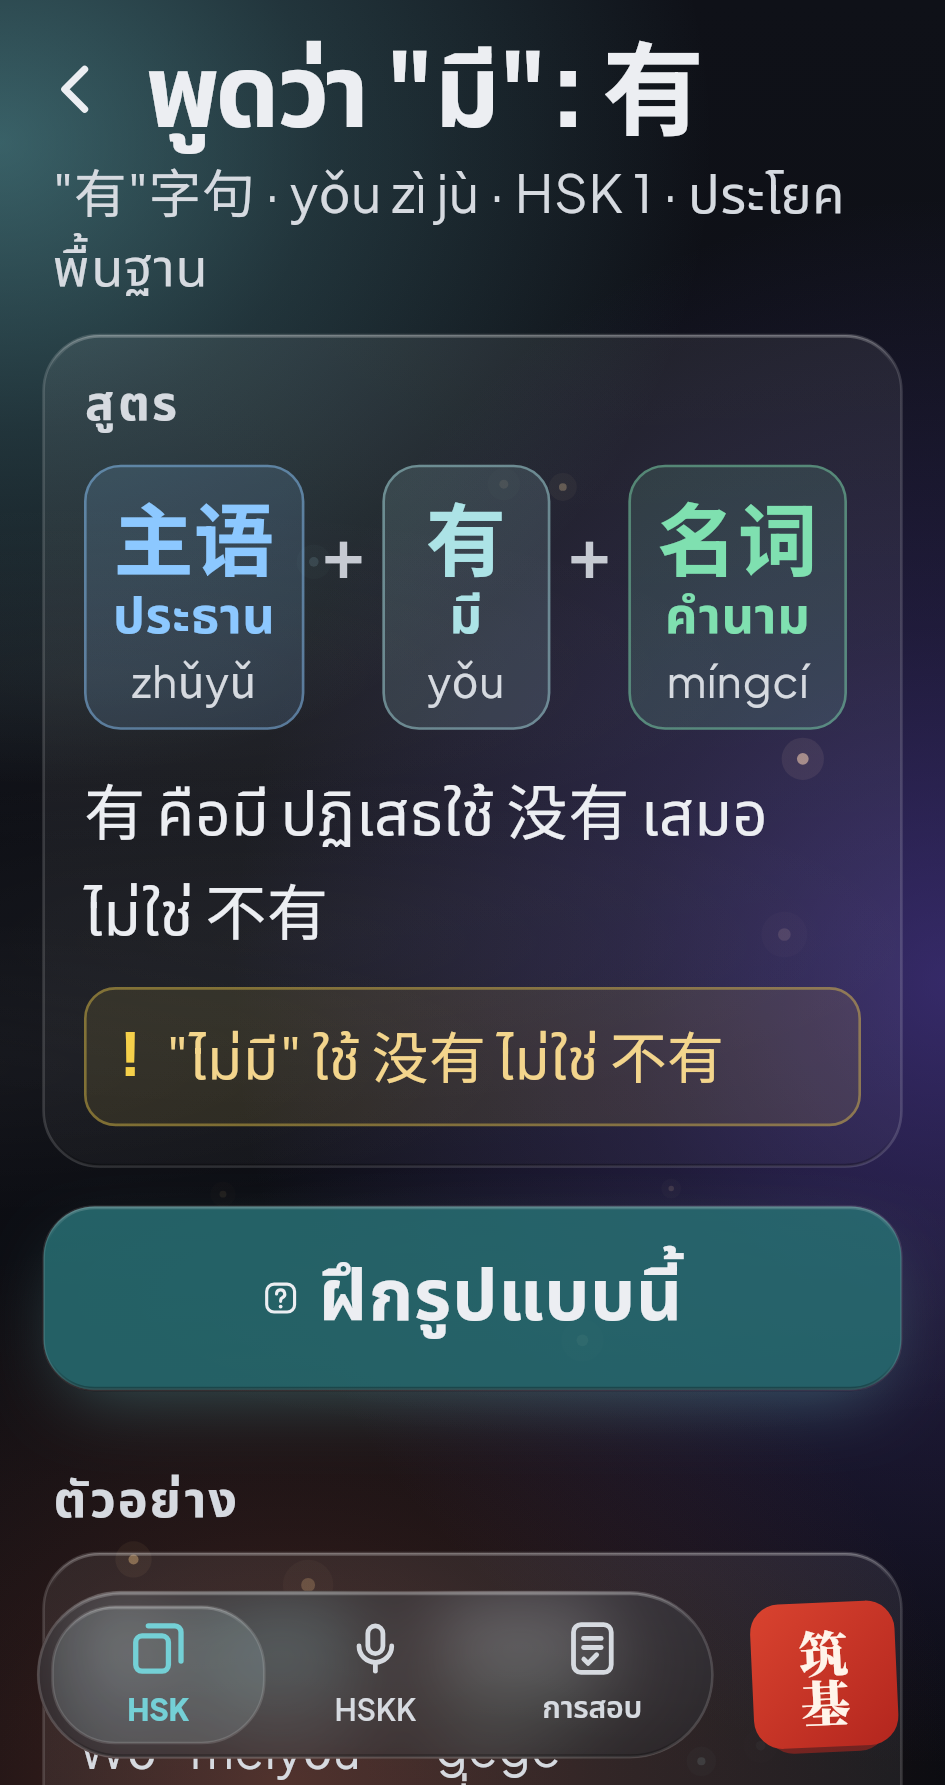 พูดว่า "มี": 有
"有"字句 · yǒu zì jù · HSK 1 · ประโยค
พื้นฐาน
สูตร
主语 + 有 + 名词
ประธาน มี คำนาม
zhǔyǔ yǒu míngcí
有 คือมี ปฏิเสธใช้ 没有 เสมอ
ไม่ใช่ 不有
! "ไม่มี" ใช้ 没有 ไม่ใช่ 不有
ฝึกรูปแบบนี้
ตัวอย่าง
HSK HSKK การสอบ
筑基